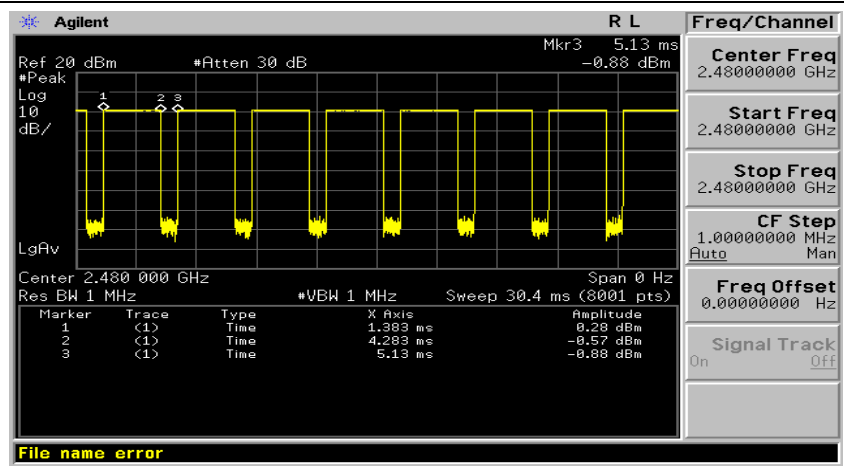 Agilent R L
Mkr3 5.13 ms
Ref 20 dBm #Atten 30 dB -0.88 dBm
#Peak
Log
10
dB/
1 2 3
LgAv
Center 2.480 000 GHz Span 0 Hz
Res BW 1 MHz #VBW 1 MHz Sweep 30.4 ms (8001 pts)
Marker Trace Type X Axis Amplitude
1 (1) Time 1.383 ms 0.28 dBm
2 (1) Time 4.283 ms -0.57 dBm
3 (1) Time 5.13 ms -0.88 dBm
File name error
Freq/Channel
Center Freq
2.48000000 GHz
Start Freq
2.48000000 GHz
Stop Freq
2.48000000 GHz
CF Step
1.00000000 MHz
Auto Man
Freq Offset
0.00000000 Hz
Signal Track
On Off